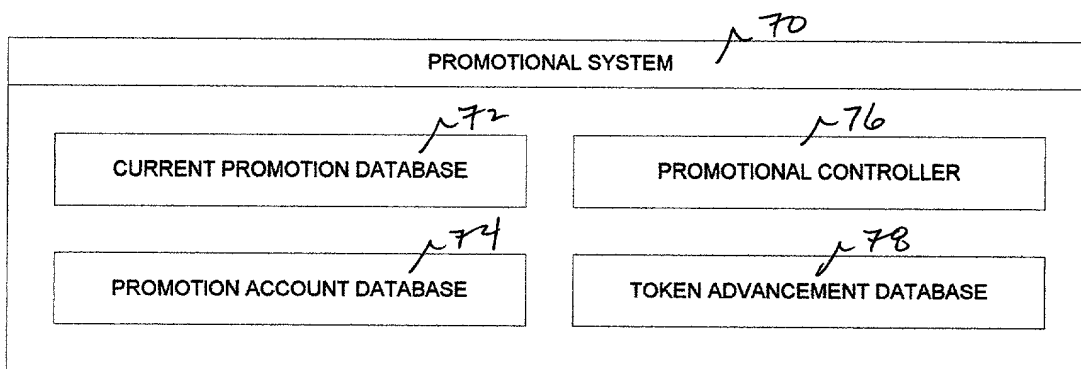 70
PROMOTIONAL SYSTEM
72
76
CURRENT PROMOTION DATABASE
PROMOTIONAL CONTROLLER
74
78
PROMOTION ACCOUNT DATABASE
TOKEN ADVANCEMENT DATABASE